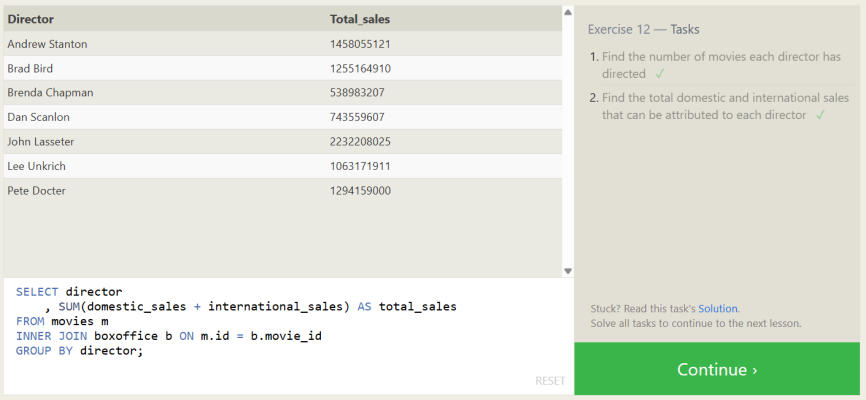 Director Total_sales
Andrew Stanton 1458055121
Brad Bird 1255164910
Brenda Chapman 538983207
Dan Scanlon 743559607
John Lasseter 2232208025
Lee Unkrich 1063171911
Pete Docter 1294159000
SELECT director
    , SUM(domestic_sales + international_sales) AS total_sales
FROM movies m
INNER JOIN boxoffice b ON m.id = b.movie_id
GROUP BY director;
RESET
Exercise 12 — Tasks
1. Find the number of movies each director has
directed ✓
2. Find the total domestic and international sales
that can be attributed to each director ✓
Stuck? Read this task's Solution.
Solve all tasks to continue to the next lesson.
Continue ›